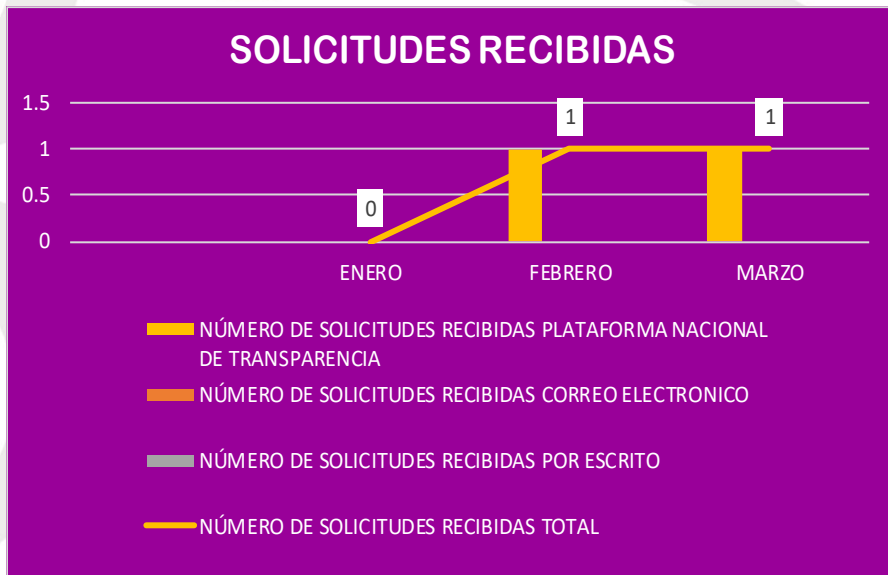 SOLICITUDES RECIBIDAS
1.5
1
0.5
0
0
1
1
ENERO
FEBRERO
MARZO
NÚMERO DE SOLICITUDES RECIBIDAS PLATAFORMA NACIONAL
DE TRANSPARENCIA
NÚMERO DE SOLICITUDES RECIBIDAS CORREO ELECTRONICO
NÚMERO DE SOLICITUDES RECIBIDAS POR ESCRITO
NÚMERO DE SOLICITUDES RECIBIDAS TOTAL